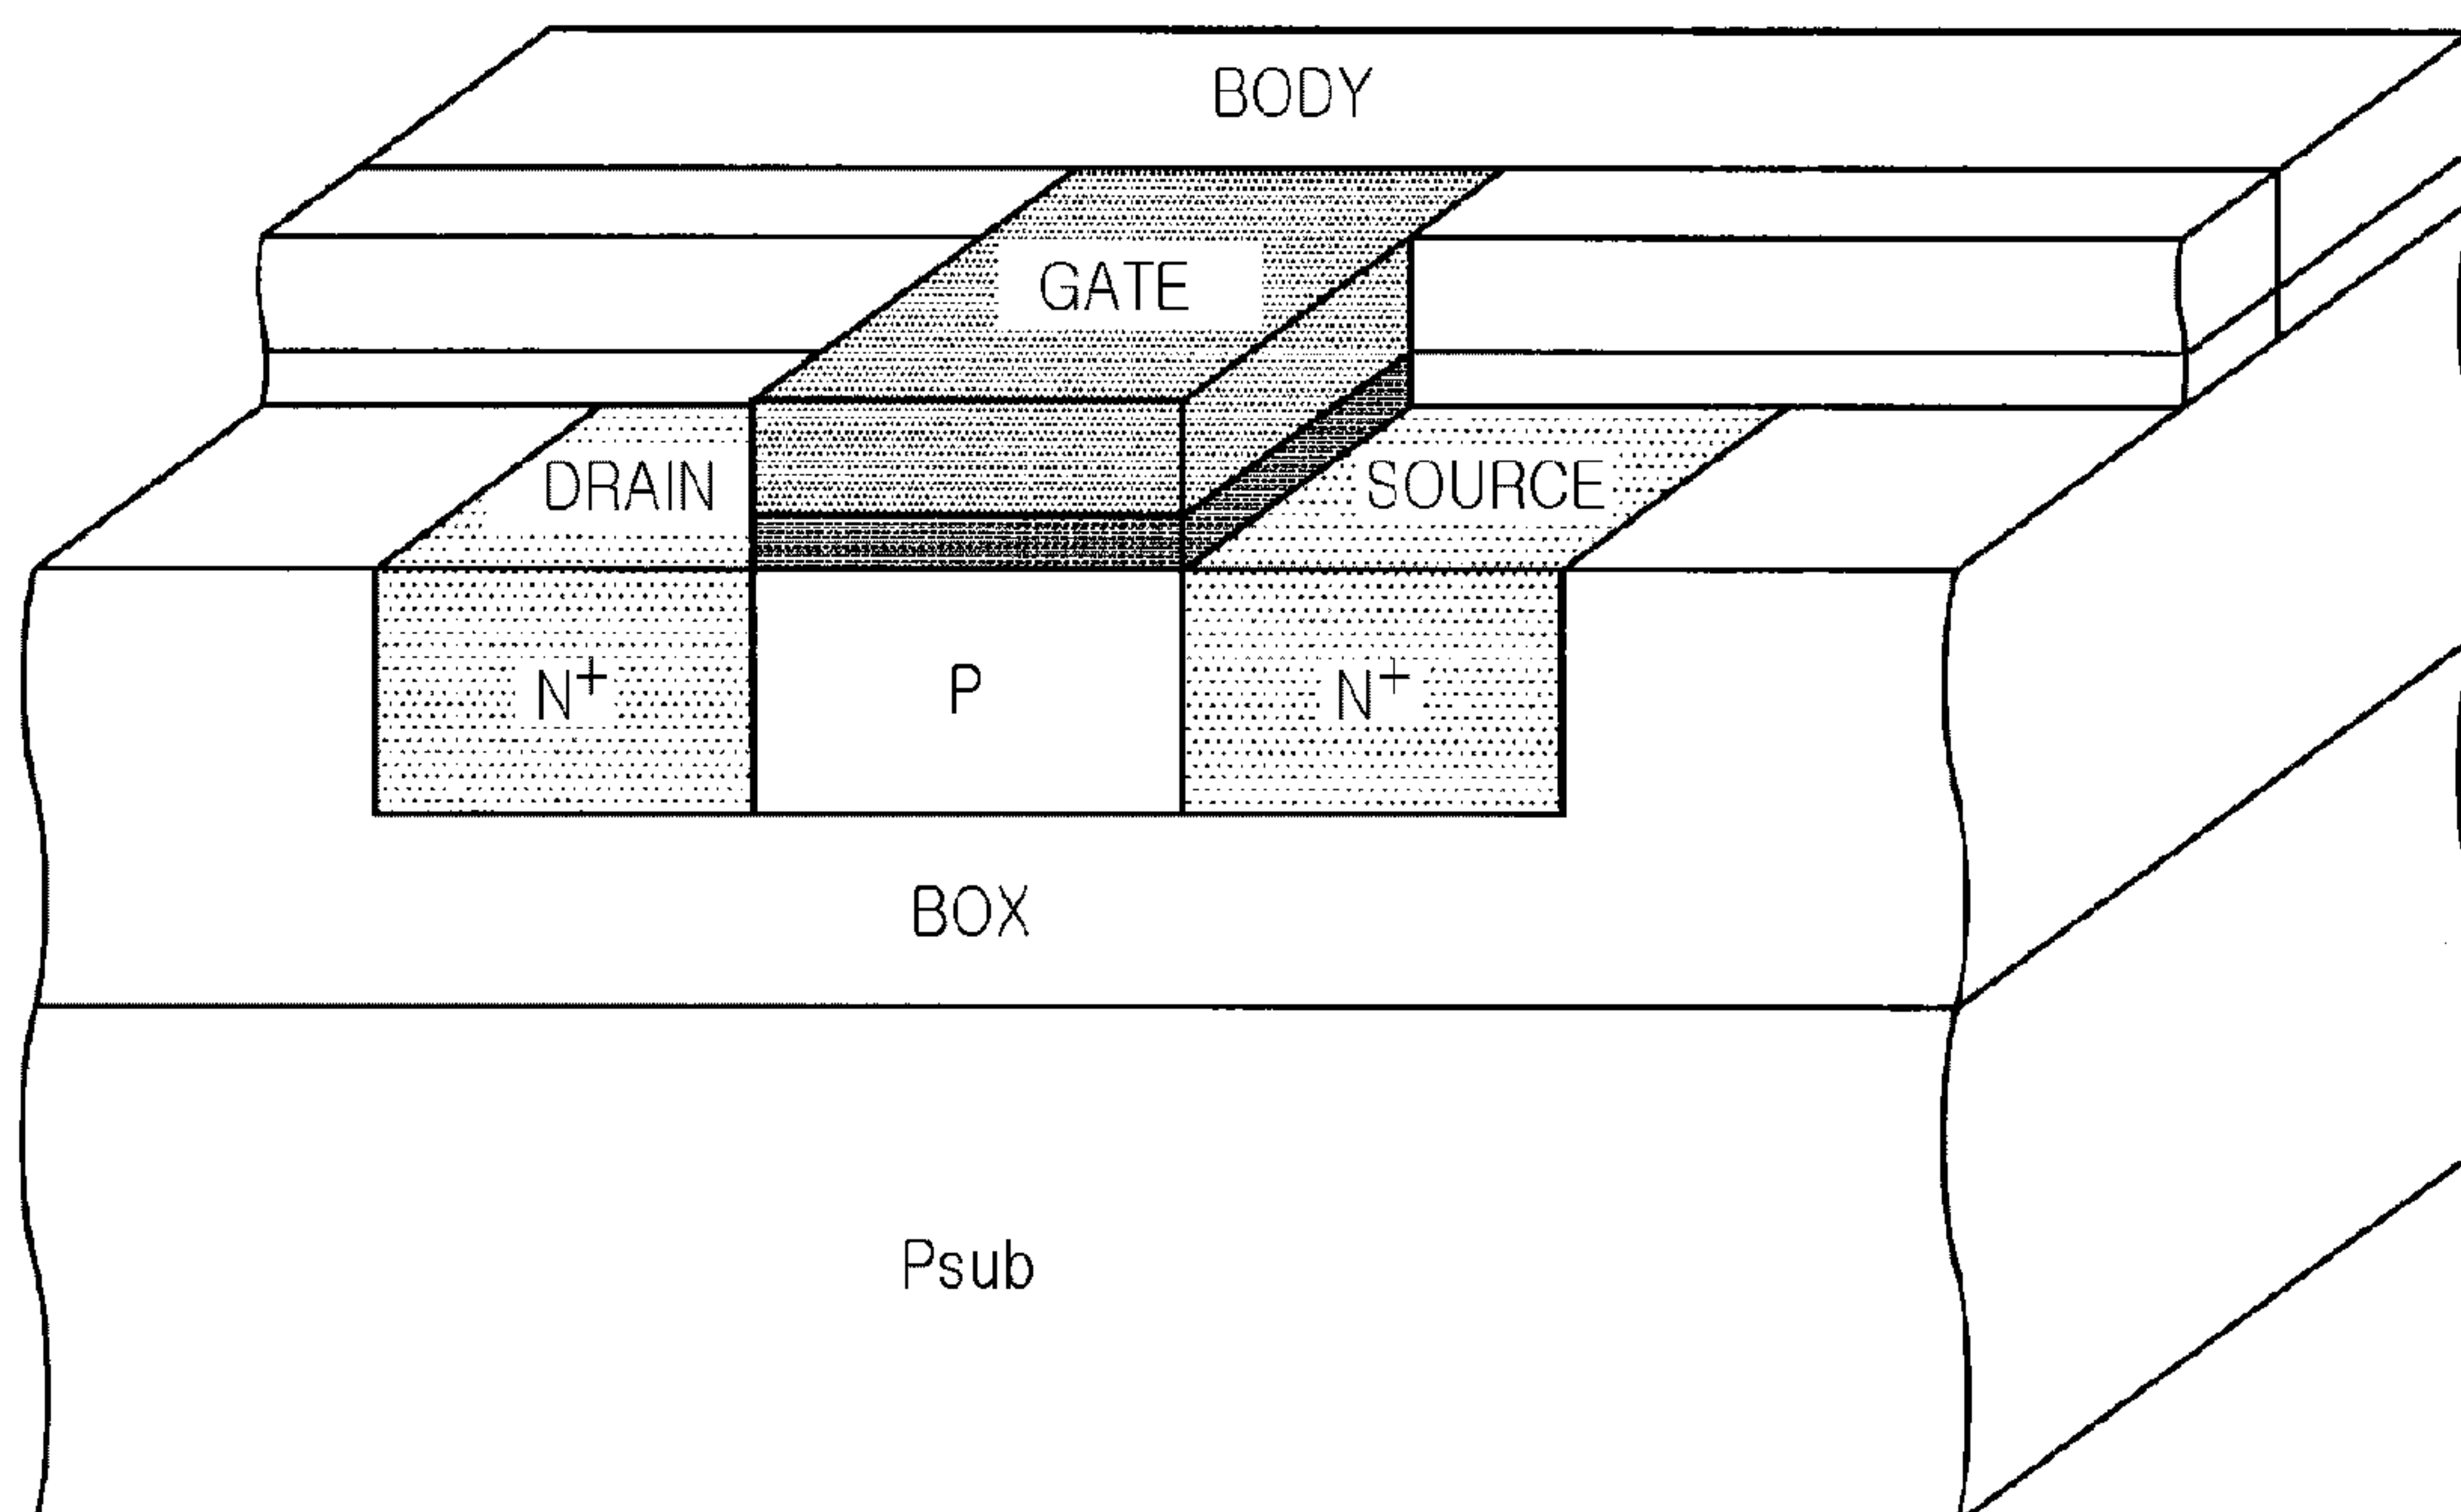 BODY
GATE
DRAIN
SOURCE
N+
P
N+
BOX
Psub